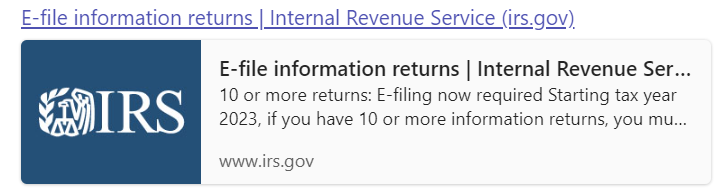 E-file information returns | Internal Revenue Service (irs.gov)
IRS
E-file information returns | Internal Revenue Ser...
10 or more returns: E-filing now required Starting tax year
2023, if you have 10 or more information returns, you mu...
www.irs.gov